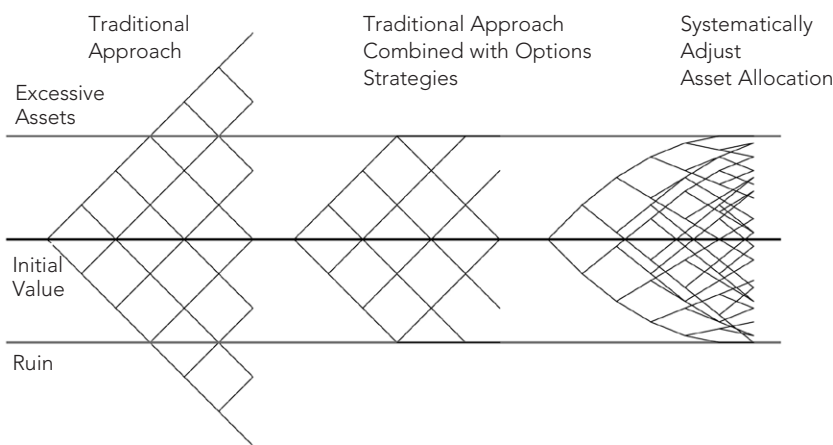 Traditional
Approach
Traditional Approach
Combined with Options
Strategies
Systematically
Adjust
Asset Allocation
Excessive
Assets
Initial
Value
Ruin